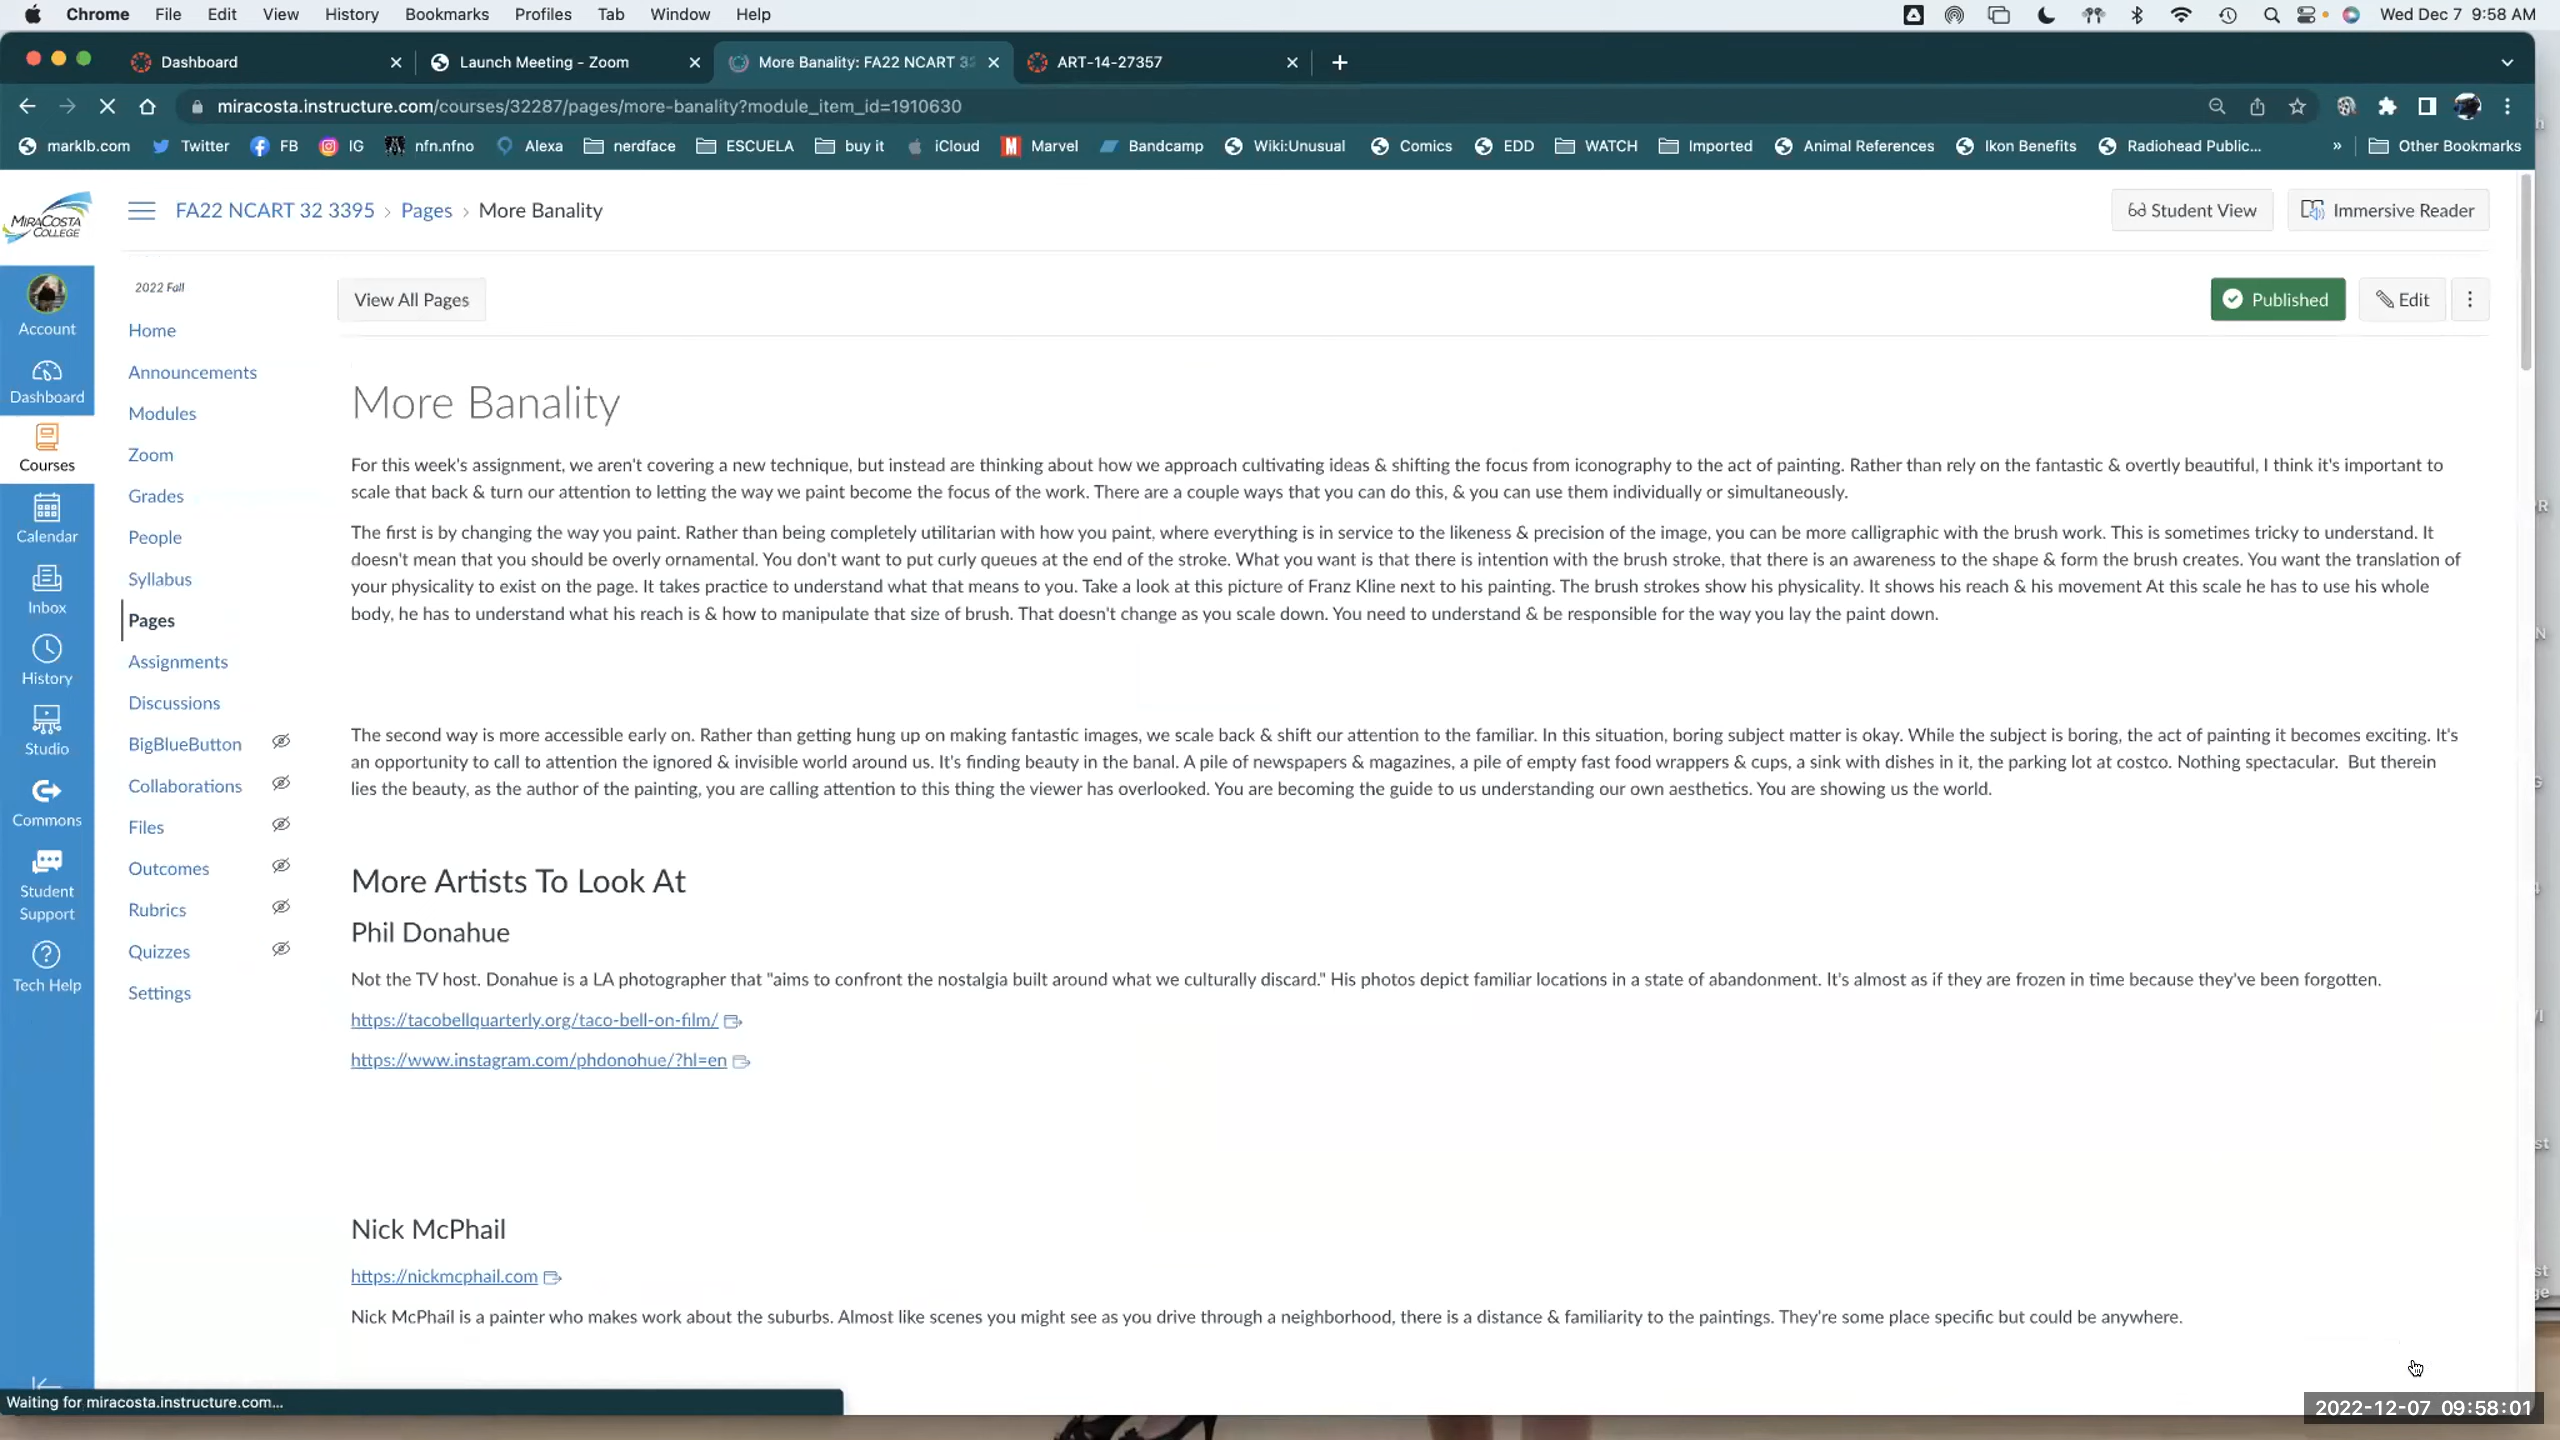 Chrome File Edit View History Bookmarks Profiles Tab Window Help Wed Dec 7 9:58 AM
Dashboard Launch Meeting - Zoom More Banality: FA22 NCART 32 ART-14-27357
miracosta.instructure.com/courses/32287/pages/more-banality?module_item_id=1910630
marklb.com Twitter FB IG nfn.nfno Alexa nerdface ESCUELA buy it iCloud Marvel Bandcamp Wiki:Unusual Comics EDD WATCH Imported Animal References Ikon Benefits Radiohead Public... » Other Bookmarks
MIRACOSTA COLLEGE
FA22 NCART 32 3395 › Pages › More Banality
Student View Immersive Reader
Account
Dashboard
Courses
Calendar
Inbox
History
Studio
Commons
Student Support
Tech Help
2022 Fall
Home
Announcements
Modules
Zoom
Grades
People
Syllabus
Pages
Assignments
Discussions
BigBlueButton
Collaborations
Files
Outcomes
Rubrics
Quizzes
Settings
View All Pages Published Edit
More Banality
For this week's assignment, we aren't covering a new technique, but instead are thinking about how we approach cultivating ideas & shifting the focus from iconography to the act of painting. Rather than rely on the fantastic & overtly beautiful, I think it's important to
scale that back & turn our attention to letting the way we paint become the focus of the work. There are a couple ways that you can do this, & you can use them individually or simultaneously.
The first is by changing the way you paint. Rather than being completely utilitarian with how you paint, where everything is in service to the likeness & precision of the image, you can be more calligraphic with the brush work. This is sometimes tricky to understand. It
doesn't mean that you should be overly ornamental. You don't want to put curly queues at the end of the stroke. What you want is that there is intention with the brush stroke, that there is an awareness to the shape & form the brush creates. You want the translation of
your physicality to exist on the page. It takes practice to understand what that means to you. Take a look at this picture of Franz Kline next to his painting. The brush strokes show his physicality. It shows his reach & his movement At this scale he has to use his whole
body, he has to understand what his reach is & how to manipulate that size of brush. That doesn't change as you scale down. You need to understand & be responsible for the way you lay the paint down.
The second way is more accessible early on. Rather than getting hung up on making fantastic images, we scale back & shift our attention to the familiar. In this situation, boring subject matter is okay. While the subject is boring, the act of painting it becomes exciting. It's
an opportunity to call to attention the ignored & invisible world around us. It's finding beauty in the banal. A pile of newspapers & magazines, a pile of empty fast food wrappers & cups, a sink with dishes in it, the parking lot at costco. Nothing spectacular. But therein
lies the beauty, as the author of the painting, you are calling attention to this thing the viewer has overlooked. You are becoming the guide to us understanding our own aesthetics. You are showing us the world.
More Artists To Look At
Phil Donahue
Not the TV host. Donahue is a LA photographer that "aims to confront the nostalgia built around what we culturally discard." His photos depict familiar locations in a state of abandonment. It's almost as if they are frozen in time because they've been forgotten.
https://tacobellquarterly.org/taco-bell-on-film/
https://www.instagram.com/phdonohue/?hl=en
Nick McPhail
https://nickmcphail.com
Nick McPhail is a painter who makes work about the suburbs. Almost like scenes you might see as you drive through a neighborhood, there is a distance & familiarity to the paintings. They're some place specific but could be anywhere.
Waiting for miracosta.instructure.com...
2022-12-07 09:58:01